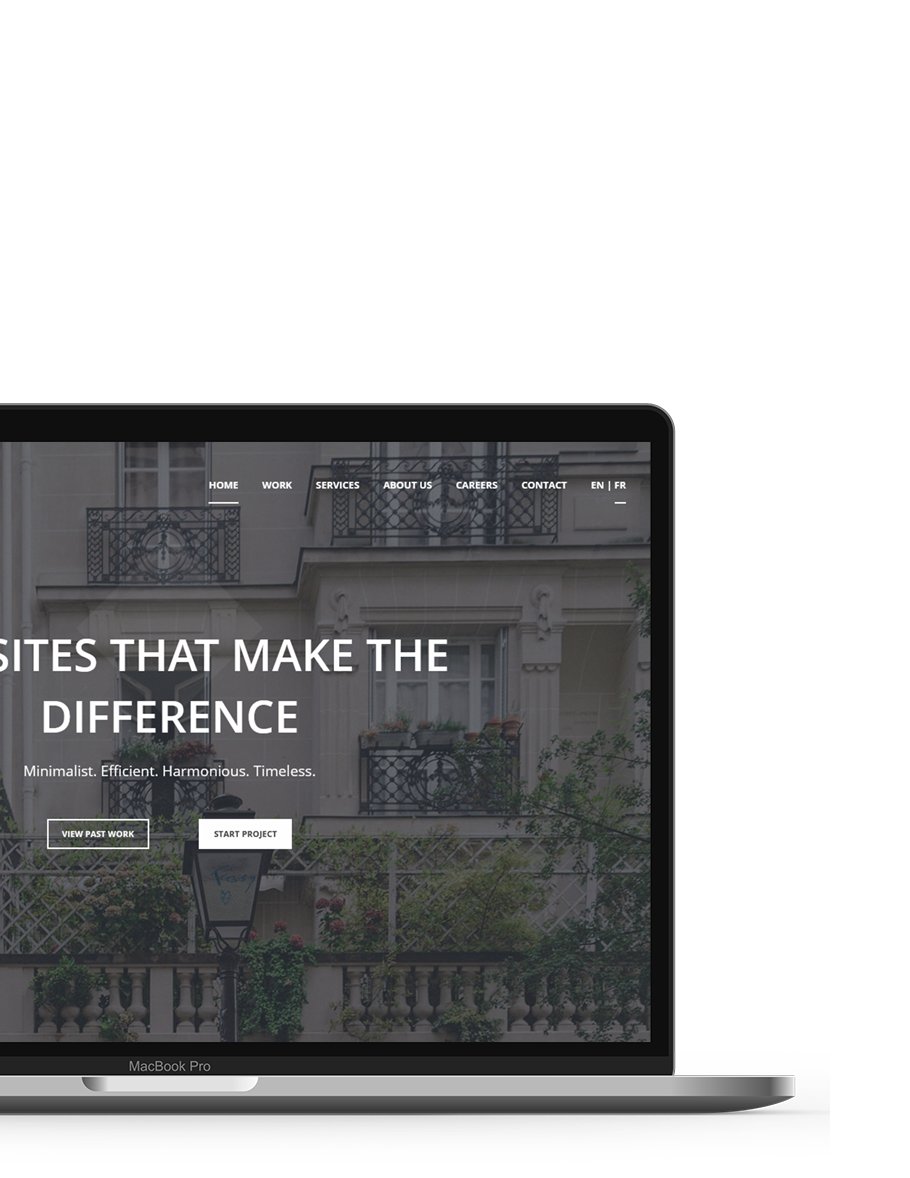 HOME WORK SERVICES ABOUT US CAREERS CONTACT EN | FR
SITES THAT MAKE THE
DIFFERENCE
Minimalist. Efficient. Harmonious. Timeless.
VIEW PAST WORK START PROJECT
MacBook Pro